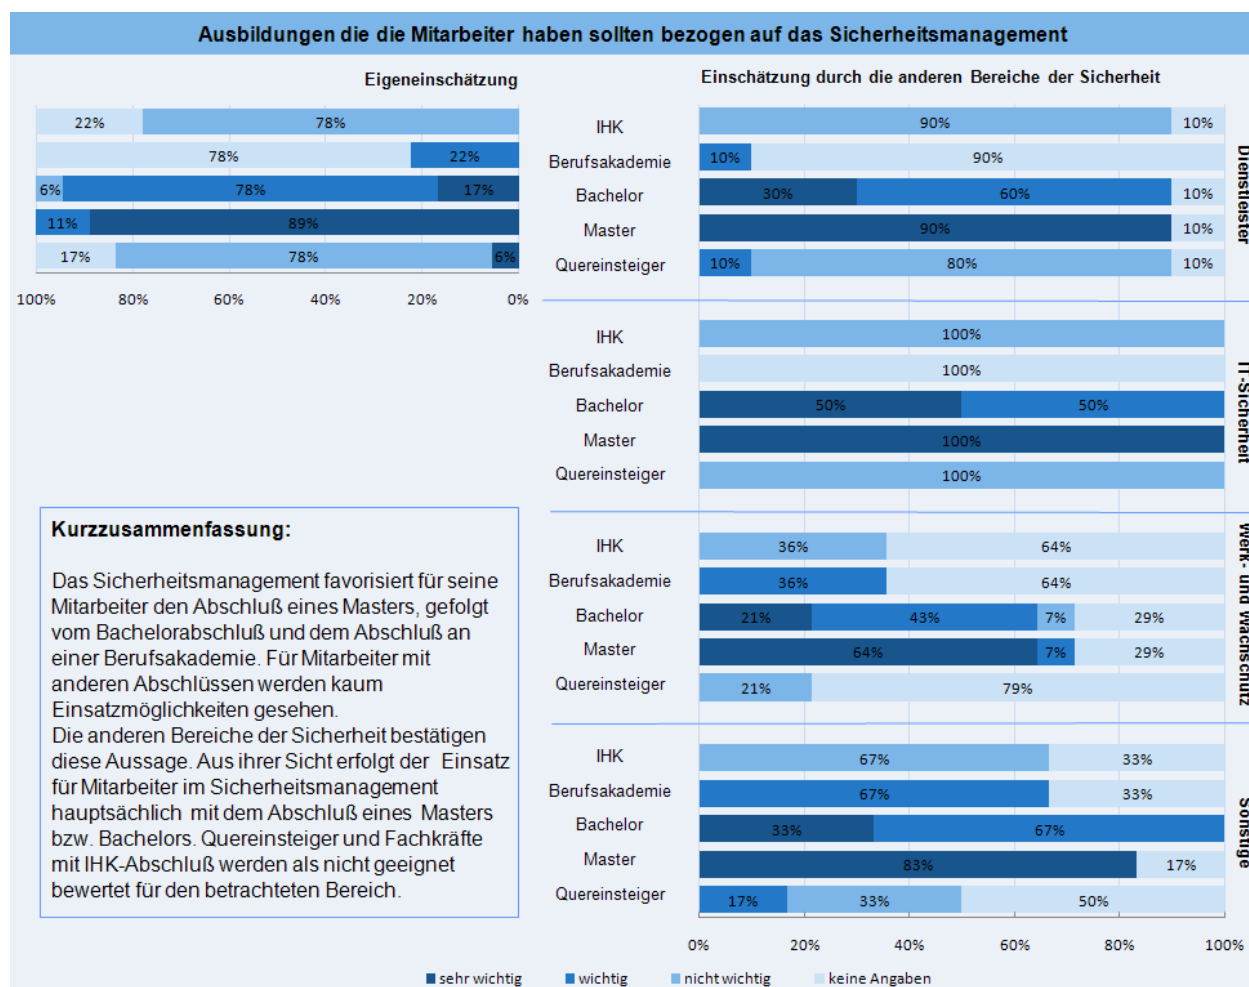 Ausbildungen die die Mitarbeiter haben sollten bezogen auf das Sicherheitsmanagement
Eigeneinschätzung
22% 78%
78% 22%
6% 78% 17%
11% 89%
17% 78% 6%
100% 80% 60% 40% 20% 0%
Einschätzung durch die anderen Bereiche der Sicherheit
Dienstleister
IHK 90% 10%
Berufsakademie 10% 90%
Bachelor 30% 60% 10%
Master 90% 10%
Quereinsteiger 10% 80% 10%
IT-Sicherheit
IHK 100%
Berufsakademie 100%
Bachelor 50% 50%
Master 100%
Quereinsteiger 100%
Werk- und Wachschutz
IHK 36% 64%
Berufsakademie 36% 64%
Bachelor 21% 43% 7% 29%
Master 64% 7% 29%
Quereinsteiger 21% 79%
Sonstige
IHK 67% 33%
Berufsakademie 67% 33%
Bachelor 33% 67%
Master 83% 17%
Quereinsteiger 17% 33% 50%
0% 20% 40% 60% 80% 100%
Kurzzusammenfassung:
Das Sicherheitsmanagement favorisiert für seine
Mitarbeiter den Abschluß eines Masters, gefolgt
vom Bachelorabschluß und dem Abschluß an
einer Berufsakademie. Für Mitarbeiter mit
anderen Abschlüssen werden kaum
Einsatzmöglichkeiten gesehen.
Die anderen Bereiche der Sicherheit bestätigen
diese Aussage. Aus ihrer Sicht erfolgt der Einsatz
für Mitarbeiter im Sicherheitsmanagement
hauptsächlich mit dem Abschluß eines Masters
bzw. Bachelors. Quereinsteiger und Fachkräfte
mit IHK-Abschluß werden als nicht geeignet
bewertet für den betrachteten Bereich.
sehr wichtig wichtig nicht wichtig keine Angaben